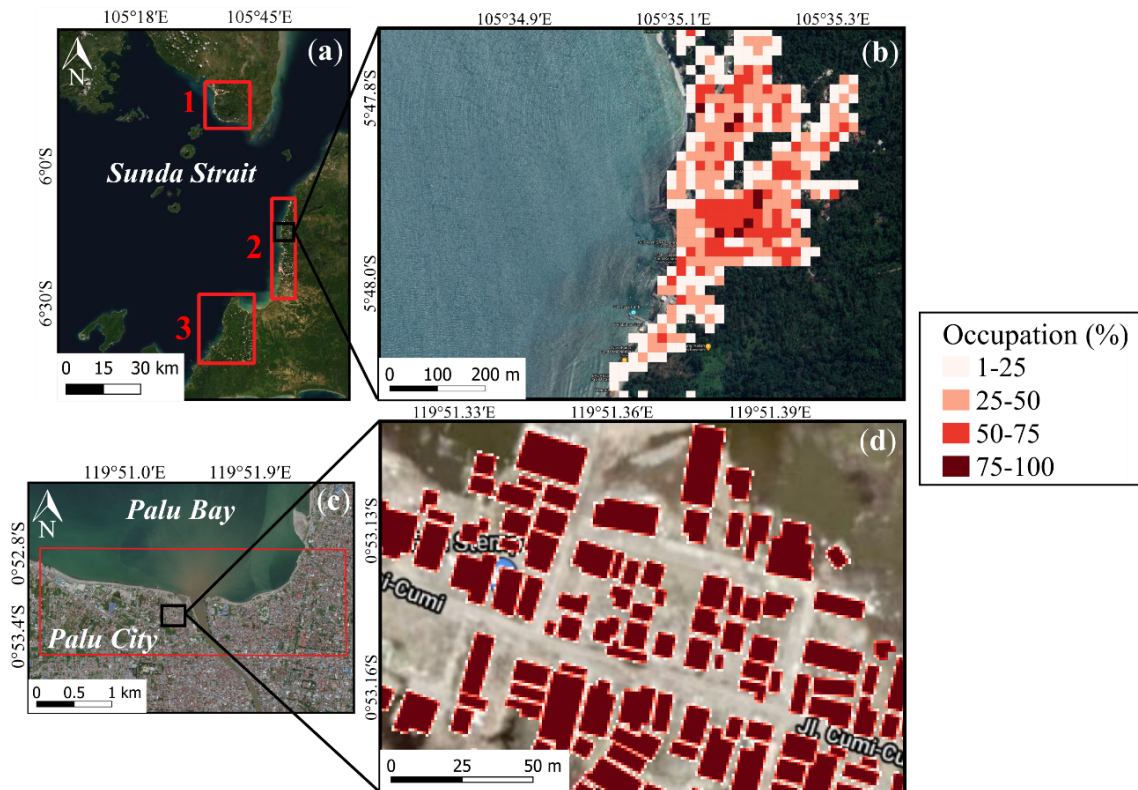 105°18′E 105°45′E
(a)
N
1
Sunda Strait
2
3
6°0′S
6°30′S
0 15 30 km
105°34.9′E 105°35.1′E 105°35.3′E
(b)
5°47.8′S
5°48.0′S
0 100 200 m
Occupation (%)
1-25
25-50
50-75
75-100
119°51.0′E 119°51.9′E
(c)
N
Palu Bay
Palu City
0°52.8′S
0°53.4′S
0 0.5 1 km
119°51.33′E 119°51.36′E 119°51.39′E
(d)
0°53.13′S
0°53.16′S
i-Cumi
Jl. Cumi-Cu
0 25 50 m